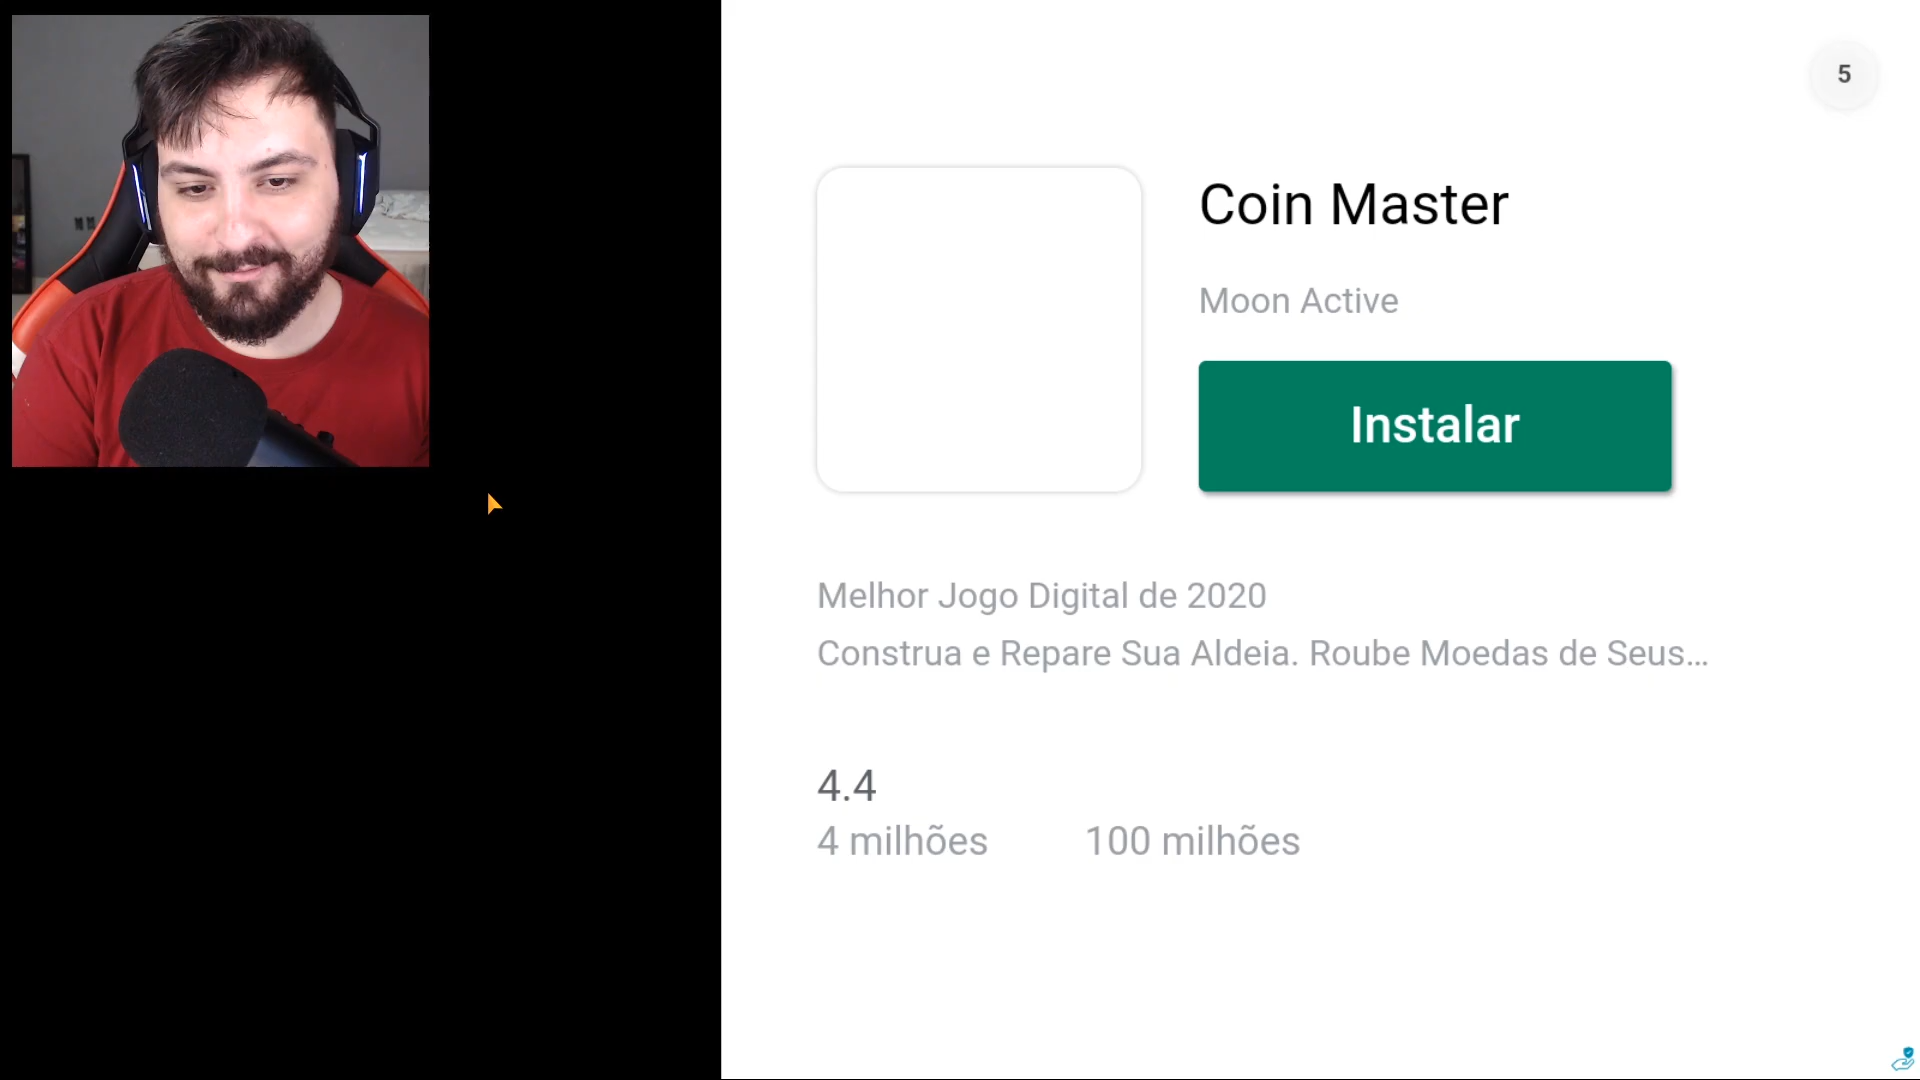 5
Coin Master
Moon Active
Instalar
Melhor Jogo Digital de 2020
Construa e Repare Sua Aldeia. Roube Moedas de Seus...
4.4
4 milhões 100 milhões